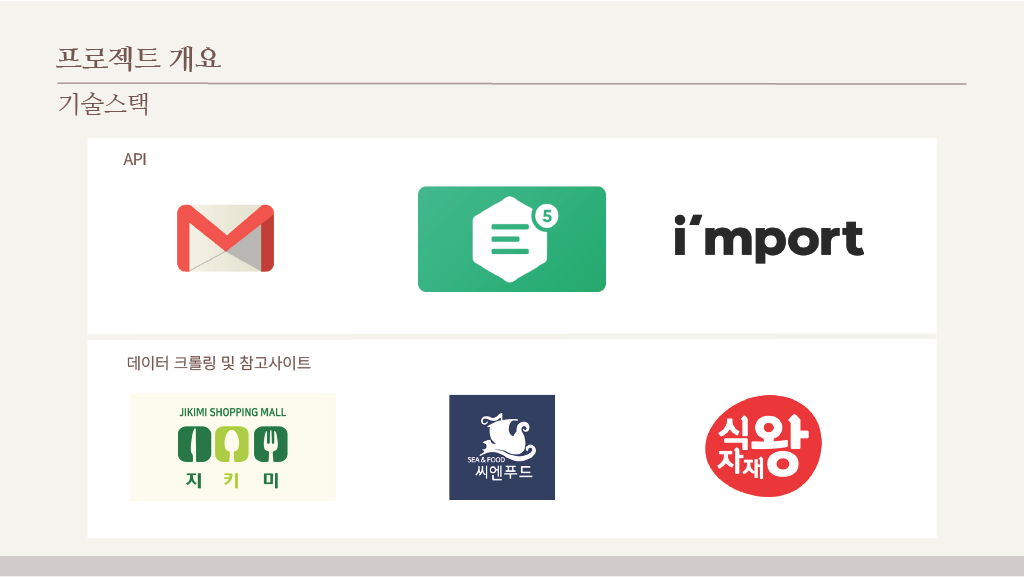 프로젝트 개요
기술스택
API
5
i'mport
데이터 크롤링 및 참고사이트
JIKIMI SHOPPING MALL
지 키 미
SEA & FOOD
씨엔푸드
식왕
자재